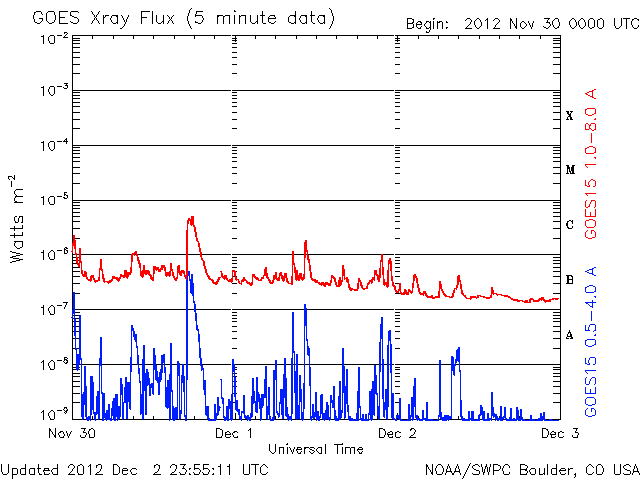 GOES Xray Flux (5 minute data)
Begin: 2012 Nov 30 0000 UTC
10⁻²
10⁻³
10⁻⁴
10⁻⁵
10⁻⁶
10⁻⁷
10⁻⁸
10⁻⁹
Watts m⁻²
X
M
C
B
A
GOES15 1.0-8.0 A
GOES15 0.5-4.0 A
Nov 30
Dec 1
Dec 2
Dec 3
Universal Time
Updated 2012 Dec 2 23:55:11 UTC
NOAA/SWPC Boulder, CO USA